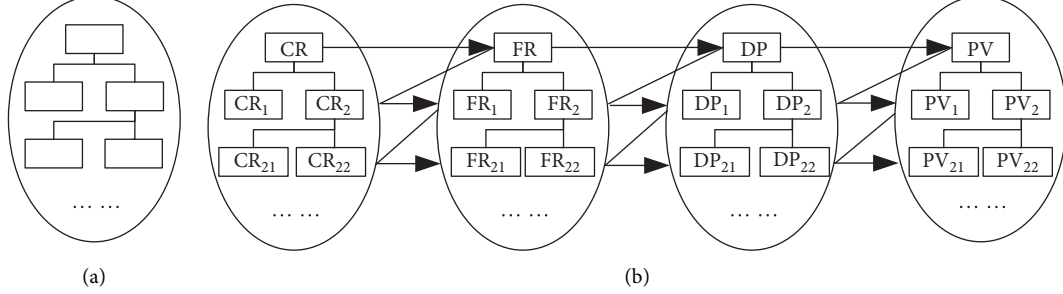 CR FR DP PV
CR1 CR2 FR1 FR2 DP1 DP2 PV1 PV2
CR21 CR22 FR21 FR22 DP21 DP22 PV21 PV22
... ... ... ... ... ... ... ... ... ...
(a) (b)